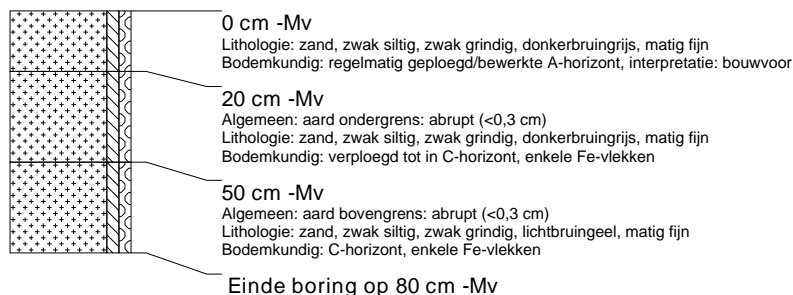 0 cm -Mv
Lithologie: zand, zwak siltig, zwak grindig, donkerbruingrijs, matig fijn
Bodemkundig: regelmatig geploegd/bewerkte A-horizont, interpretatie: bouwvoor
20 cm -Mv
Algemeen: aard ondergrens: abrupt (<0,3 cm)
Lithologie: zand, zwak siltig, zwak grindig, donkerbruingrijs, matig fijn
Bodemkundig: verploegd tot in C-horizont, enkele Fe-vlekken
50 cm -Mv
Algemeen: aard bovengrens: abrupt (<0,3 cm)
Lithologie: zand, zwak siltig, zwak grindig, lichtbruingeel, matig fijn
Bodemkundig: C-horizont, enkele Fe-vlekken
Einde boring op 80 cm -Mv